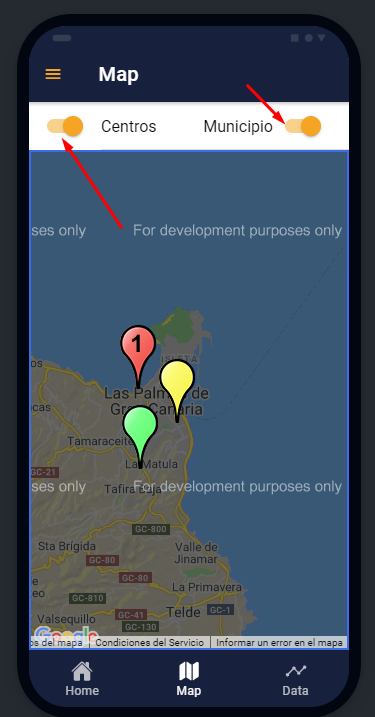 Map
Centros Municipio
ses only For development purposes only
1
ISLETA
Las Palmas de
Gran Canaria
cas
Tamaraceite
La Matula
GC-21
ses only For development purposes only
Tafira Baja
GC-800
Sta Brígida
Valle de
Jinamar
GC-80
GC-80
La Primavera
GC-41
Telde
GC-1
Valsequillo
GC-130
Google
os del mapa Condiciones del Servicio Informar un error en el mapa
Home Map Data